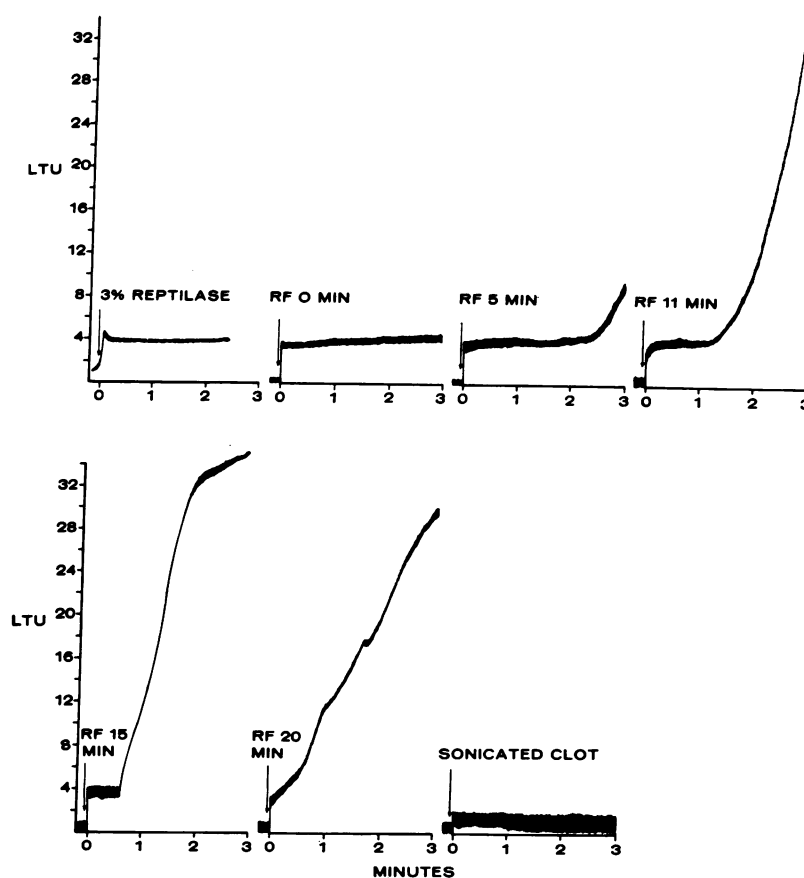 32
28
24
LTU 20
16
12
8
4
3% REPTILASE
RF 0 MIN
RF 5 MIN
RF 11 MIN
0 1 2 3
0 1 2 3
0 1 2 3
0 1 2 3
32
28
24
LTU 20
16
12
8
4
RF 15
MIN
RF 20
MIN
SONICATED CLOT
0 1 2 3
0 1 2 3
0 1 2 3
MINUTES